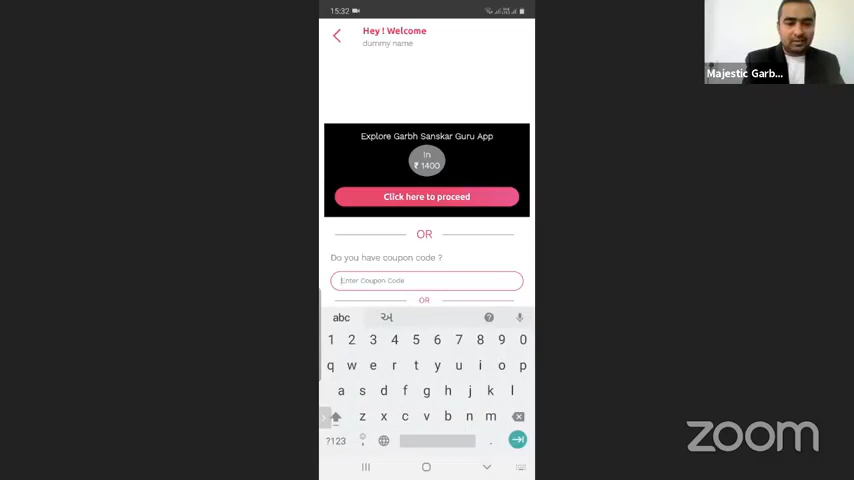 15:32
Hey ! Welcome
dummy name
Majestic Garb...
Explore Garbh Sanskar Guru App
In
₹ 1400
Click here to proceed
OR
Do you have coupon code ?
Enter Coupon Code
OR
abc અ ?
1 2 3 4 5 6 7 8 9 0
q w e r t y u i o p
a s d f g h j k l
z x c v b n m
?123 , .
zoom